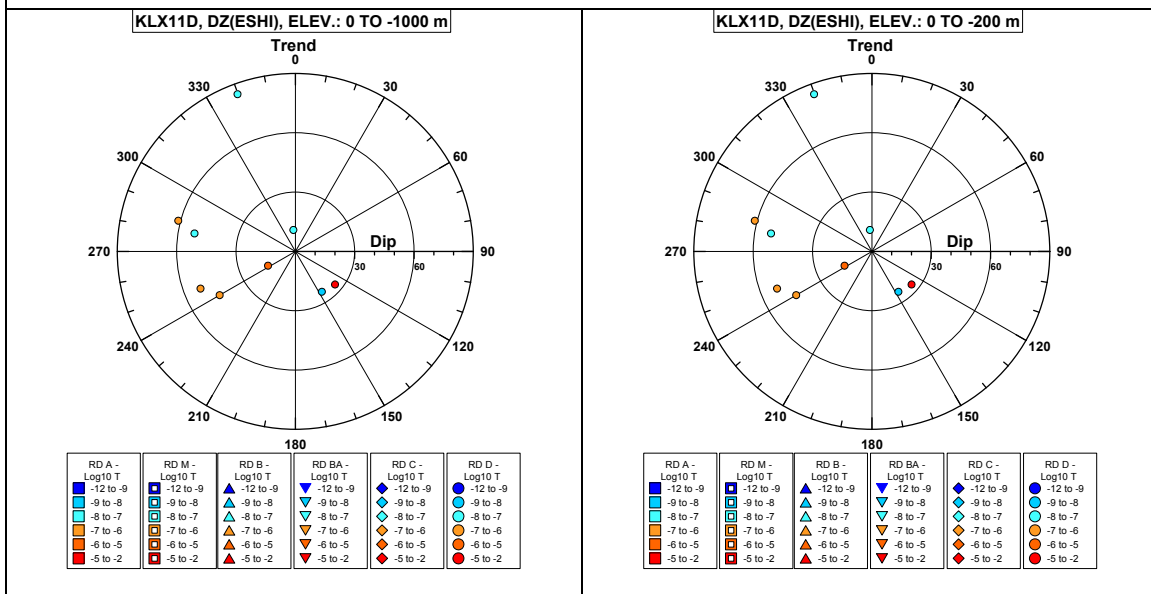 KLX11D, DZ(ESHI), ELEV.: 0 TO -1000 m
Trend
0
330
30
300
60
Dip
270
90
30
60
240
120
210
150
180
RD A - Log10 T
-12 to -9
-9 to -8
-8 to -7
-7 to -6
-6 to -5
-5 to -2
RD M - Log10 T
-12 to -9
-9 to -8
-8 to -7
-7 to -6
-6 to -5
-5 to -2
RD B - Log10 T
-12 to -9
-9 to -8
-8 to -7
-7 to -6
-6 to -5
-5 to -2
RD BA - Log10 T
-12 to -9
-9 to -8
-8 to -7
-7 to -6
-6 to -5
-5 to -2
RD C - Log10 T
-12 to -9
-9 to -8
-8 to -7
-7 to -6
-6 to -5
-5 to -2
RD D - Log10 T
-12 to -9
-9 to -8
-8 to -7
-7 to -6
-6 to -5
-5 to -2
KLX11D, DZ(ESHI), ELEV.: 0 TO -200 m
Trend
0
330
30
300
60
Dip
270
90
30
60
240
120
210
150
180
RD A - Log10 T
-12 to -9
-9 to -8
-8 to -7
-7 to -6
-6 to -5
-5 to -2
RD M - Log10 T
-12 to -9
-9 to -8
-8 to -7
-7 to -6
-6 to -5
-5 to -2
RD B - Log10 T
-12 to -9
-9 to -8
-8 to -7
-7 to -6
-6 to -5
-5 to -2
RD BA - Log10 T
-12 to -9
-9 to -8
-8 to -7
-7 to -6
-6 to -5
-5 to -2
RD C - Log10 T
-12 to -9
-9 to -8
-8 to -7
-7 to -6
-6 to -5
-5 to -2
RD D - Log10 T
-12 to -9
-9 to -8
-8 to -7
-7 to -6
-6 to -5
-5 to -2